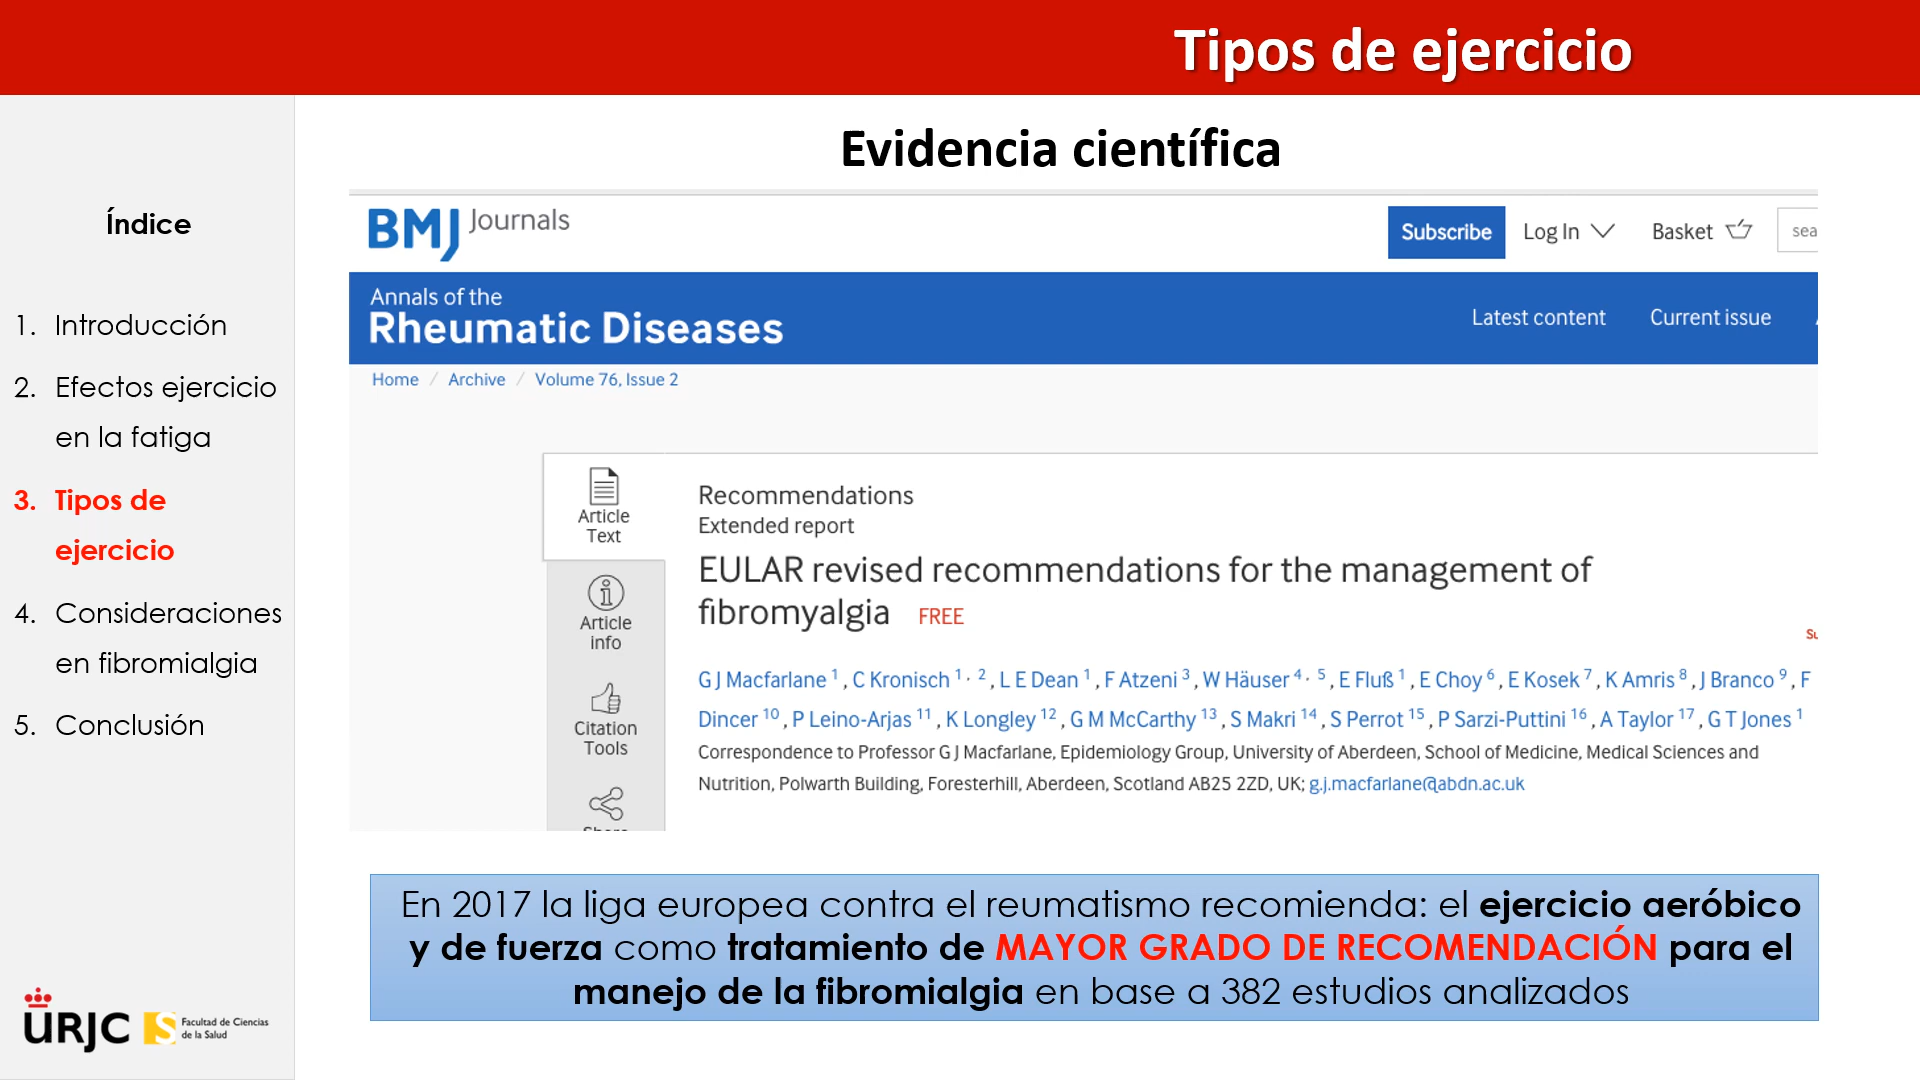 Tipos de ejercicio
Índice
1. Introducción
2. Efectos ejercicio
en la fatiga
3. Tipos de
ejercicio
4. Consideraciones
en fibromialgia
5. Conclusión
URJC
Facultad de Ciencias
de la Salud
Evidencia científica
BMJ Journals
Subscribe
Log In
Basket
sea
Annals of the
Rheumatic Diseases
Latest content
Current issue
Home / Archive / Volume 76, Issue 2
Article
Text
Article
info
Citation
Tools
Share
Recommendations
Extended report
EULAR revised recommendations for the management of
fibromyalgia FREE
Su
G J Macfarlane 1, C Kronisch 1, 2, L E Dean 1, F Atzeni 3, W Häuser 4, 5, E Fluß 1, E Choy 6, E Kosek 7, K Amris 8, J Branco 9, F
Dincer 10, P Leino-Arjas 11, K Longley 12, G M McCarthy 13, S Makri 14, S Perrot 15, P Sarzi-Puttini 16, A Taylor 17, G T Jones 1
Correspondence to Professor G J Macfarlane, Epidemiology Group, University of Aberdeen, School of Medicine, Medical Sciences and
Nutrition, Polwarth Building, Foresterhill, Aberdeen, Scotland AB25 2ZD, UK; g.j.macfarlane@abdn.ac.uk
En 2017 la liga europea contra el reumatismo recomienda: el ejercicio aeróbico
y de fuerza como tratamiento de MAYOR GRADO DE RECOMENDACIÓN para el
manejo de la fibromialgia en base a 382 estudios analizados